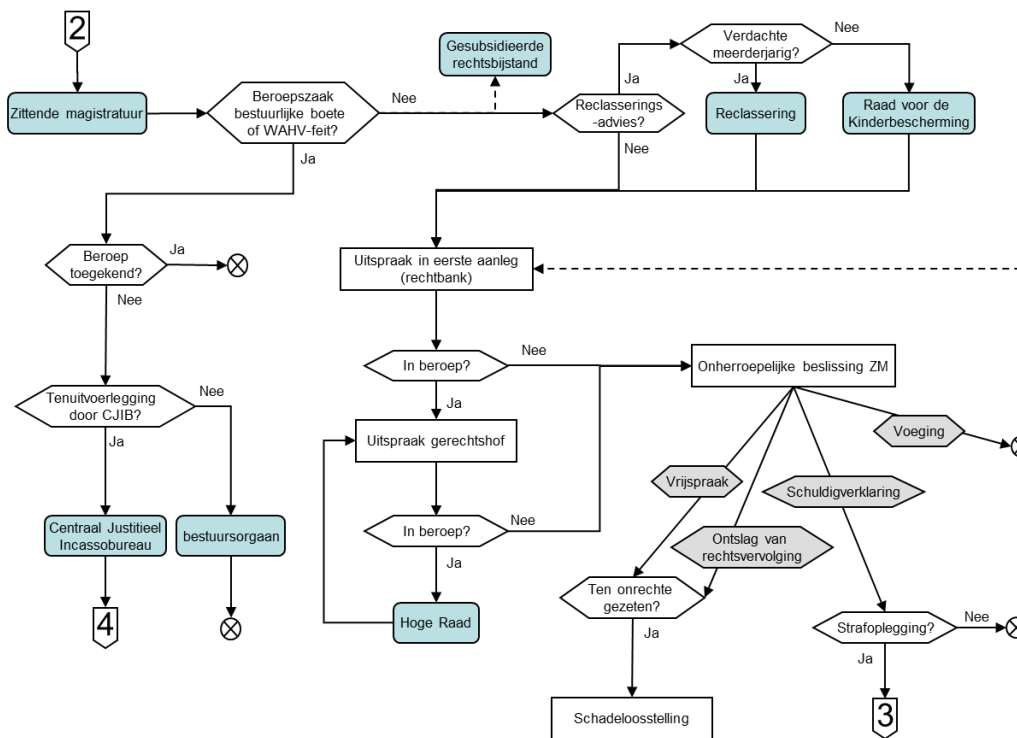 2
Zittende magistratuur
Beroepszaak
bestuurlijke boete
of WAHV-feit?
Nee
Ja
Gesubsidieerde
rechtsbijstand
Reclasserings
-advies?
Ja
Nee
Verdachte
meerderjarig?
Nee
Ja
Reclassering
Raad voor de
Kinderbescherming
Beroep
toegekend?
Ja
Nee
Uitspraak in eerste aanleg
(rechtbank)
Tenuitvoerlegging
door CJIB?
Nee
Ja
Centraal Justitieel
Incassobureau
bestuursorgaan
4
In beroep?
Nee
Ja
Uitspraak gerechtshof
In beroep?
Nee
Ja
Hoge Raad
Onherroepelijke beslissing ZM
Voeging
Vrijspraak
Schuldigverklaring
Ontslag van
rechtsvervolging
Ten onrechte
gezeten?
Ja
Schadeloosstelling
Strafoplegging?
Nee
Ja
3